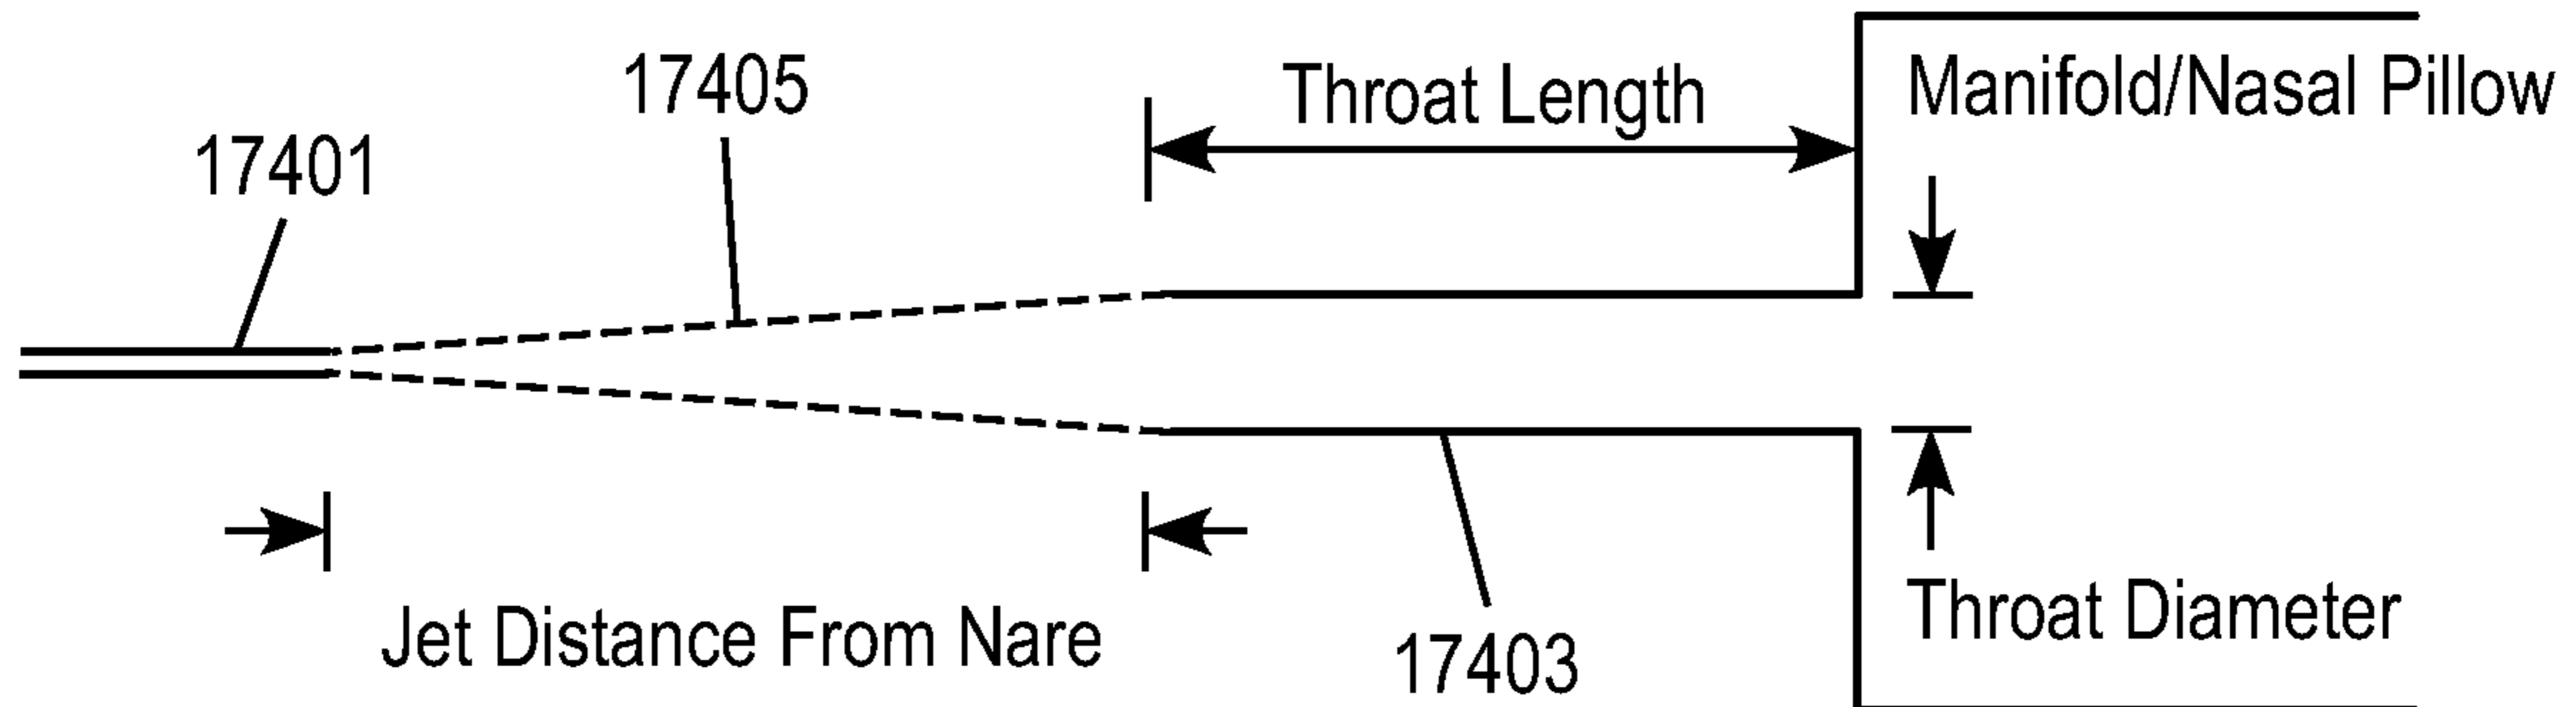 17401
17405
Throat Length
Manifold/Nasal Pillow
Jet Distance From Nare
17403
Throat Diameter